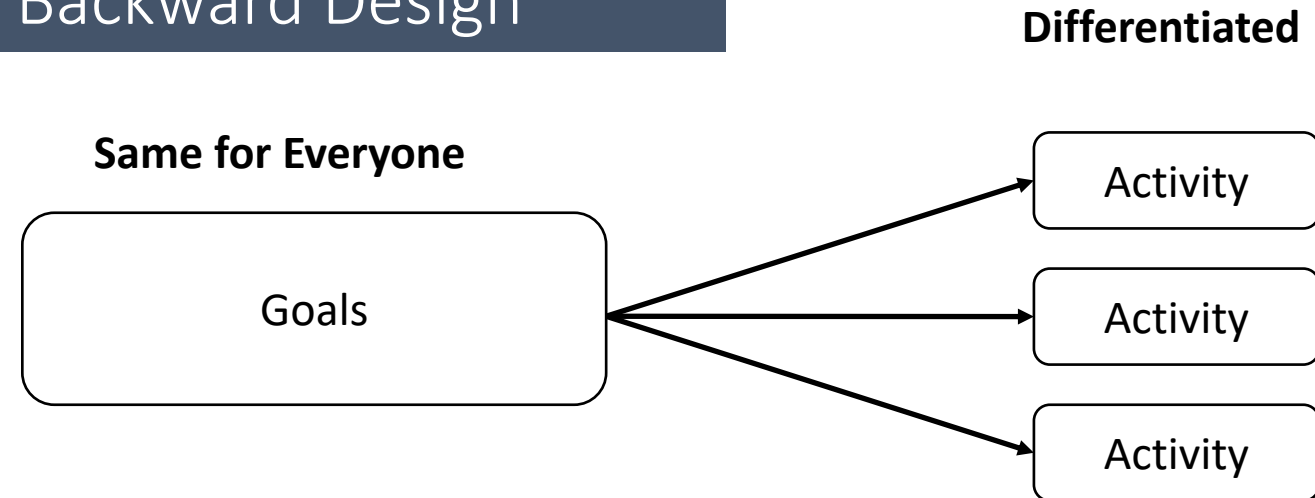 Backward Design
Differentiated
Same for Everyone
Activity
Goals
Activity
Activity